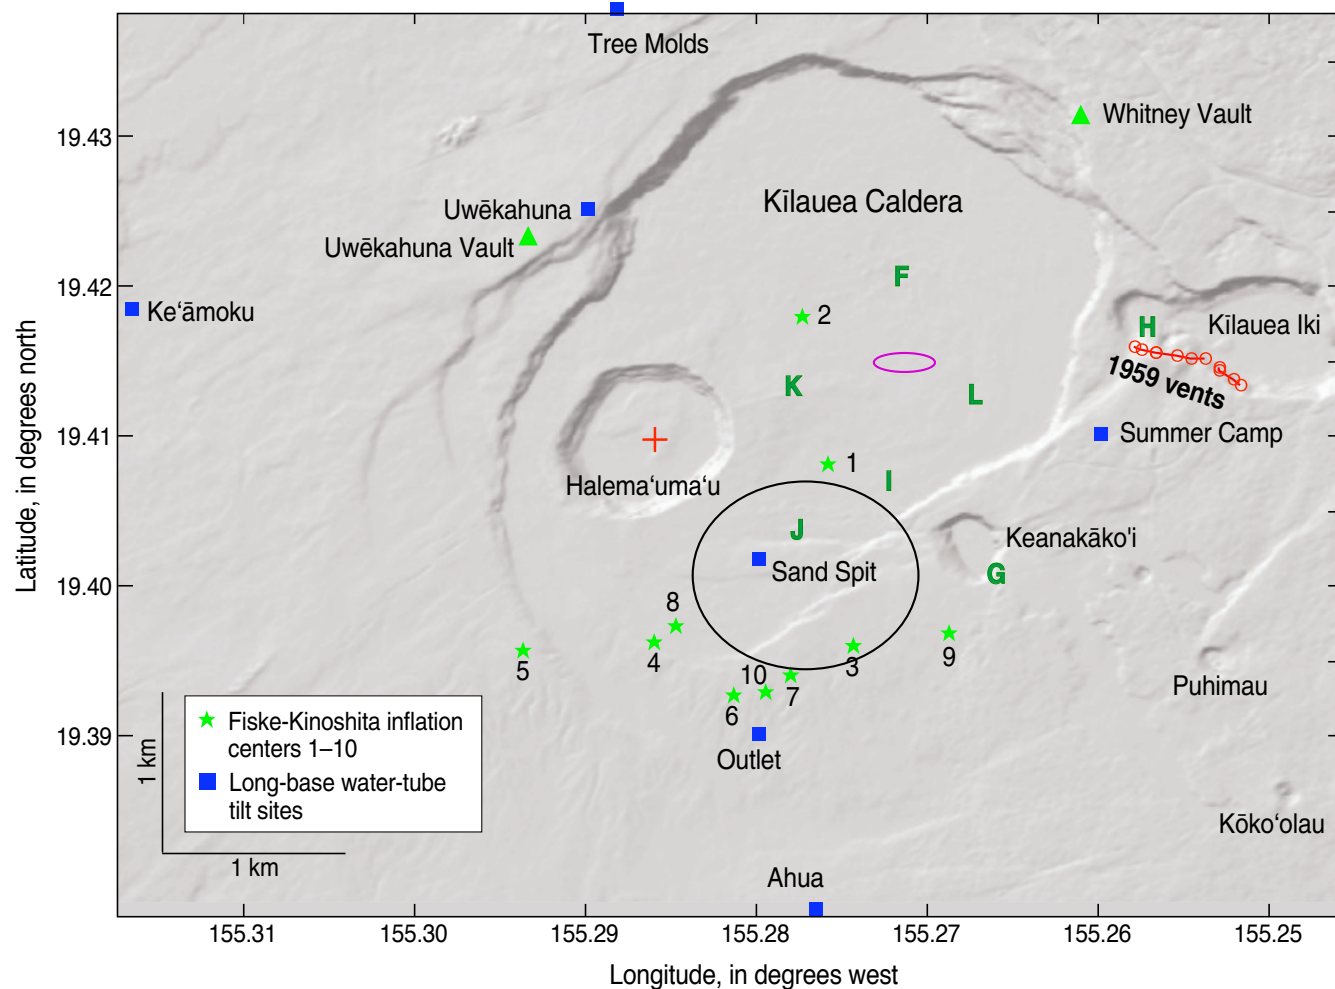 Tree Molds
Whitney Vault
19.43
Uwēkahuna
Kīlauea Caldera
Uwēkahuna Vault
F
19.42
Keʻāmoku
2
H
Kīlauea Iki
1959 vents
K
L
19.41
Summer Camp
1
Halemaʻumaʻu
I
J
Keanakāko'i
Sand Spit
G
19.40
8
5
4
3
9
10
7
6
Puhimau
19.39
Outlet
Fiske-Kinoshita inflation
centers 1–10
Long-base water-tube
tilt sites
1 km
1 km
Kōkoʻolau
Ahua
155.31
155.30
155.29
155.28
155.27
155.26
155.25
Longitude, in degrees west
Latitude, in degrees north